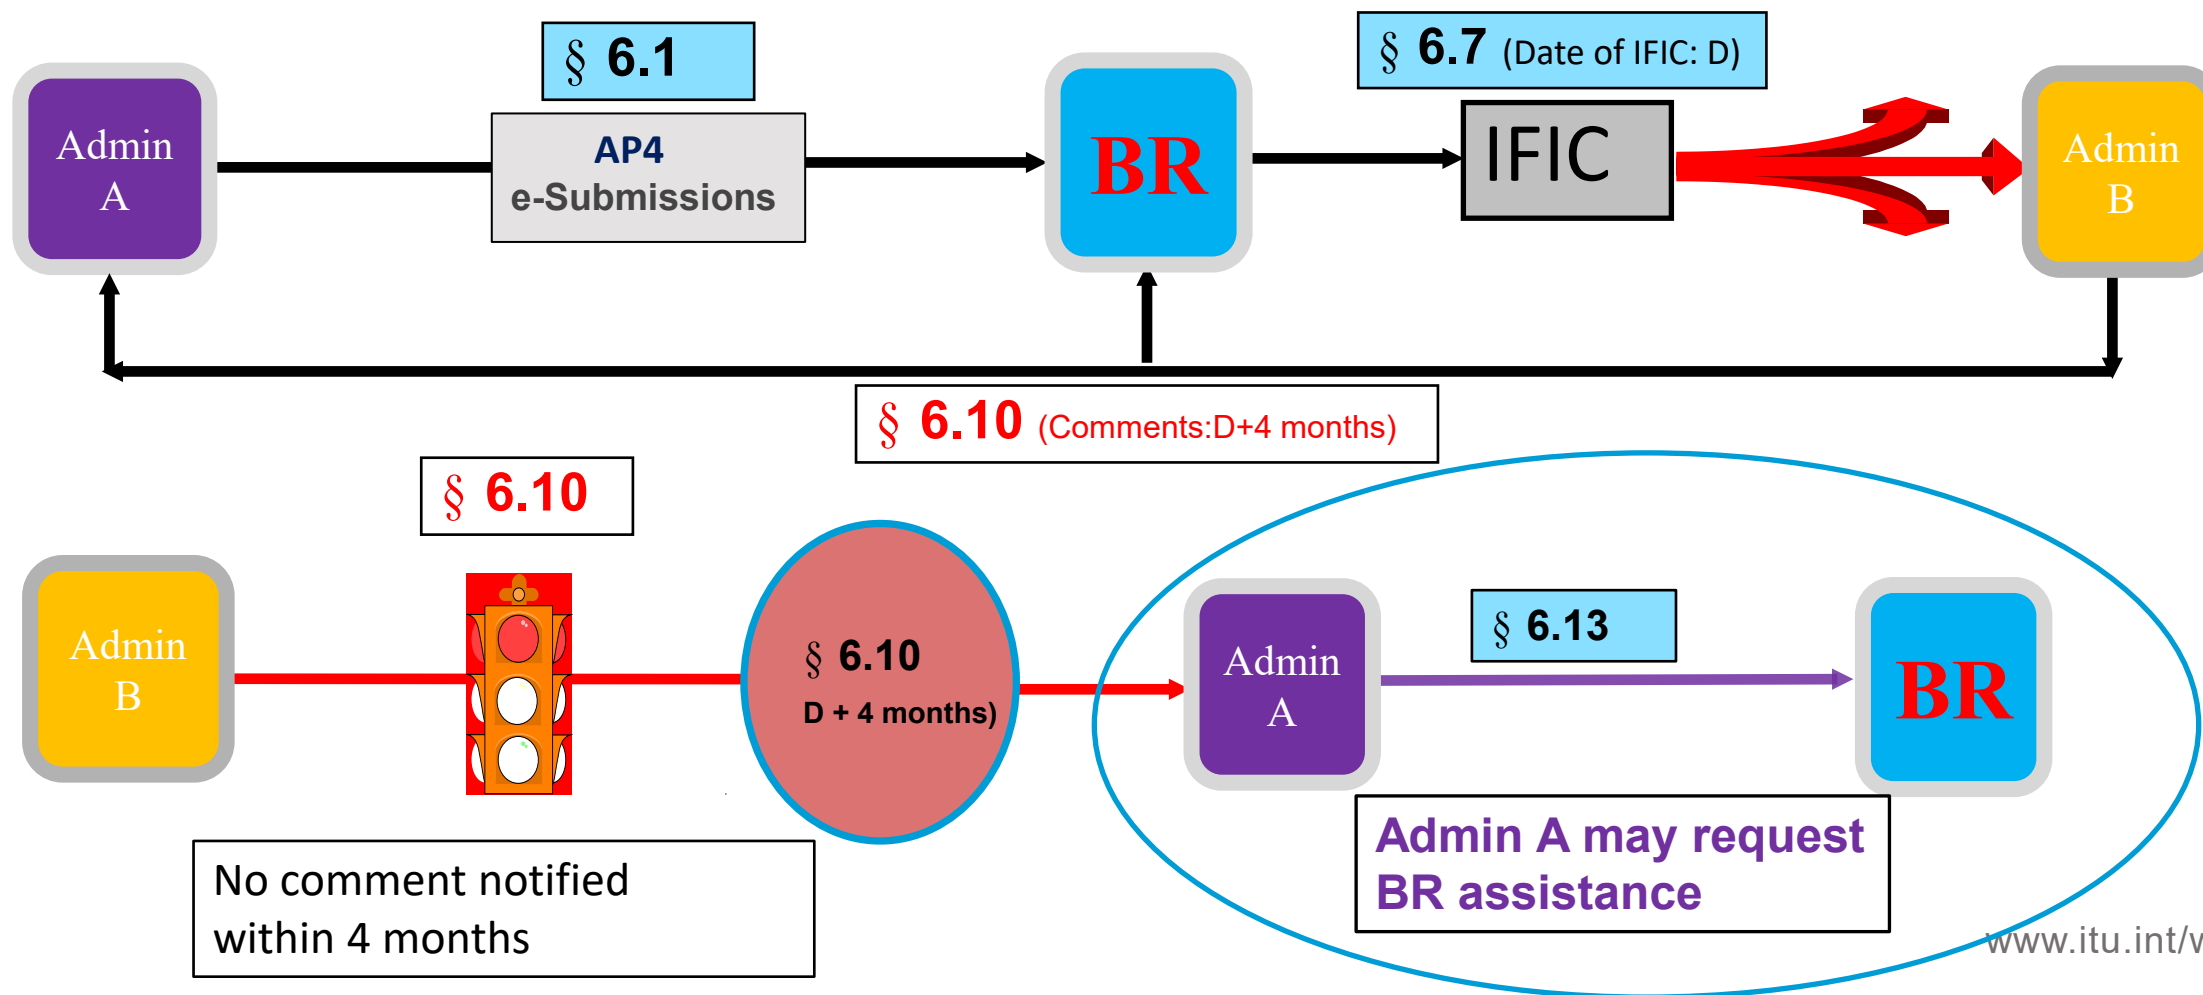 § 6.1
§ 6.7 (Date of IFIC: D)
Admin
A
AP4
e-Submissions
BR
IFIC
Admin
B
§ 6.10 (Comments:D+4 months)
§ 6.10
Admin
B
§ 6.10
D + 4 months)
Admin
A
§ 6.13
BR
No comment notified
within 4 months
Admin A may request
BR assistance
www.itu.int/